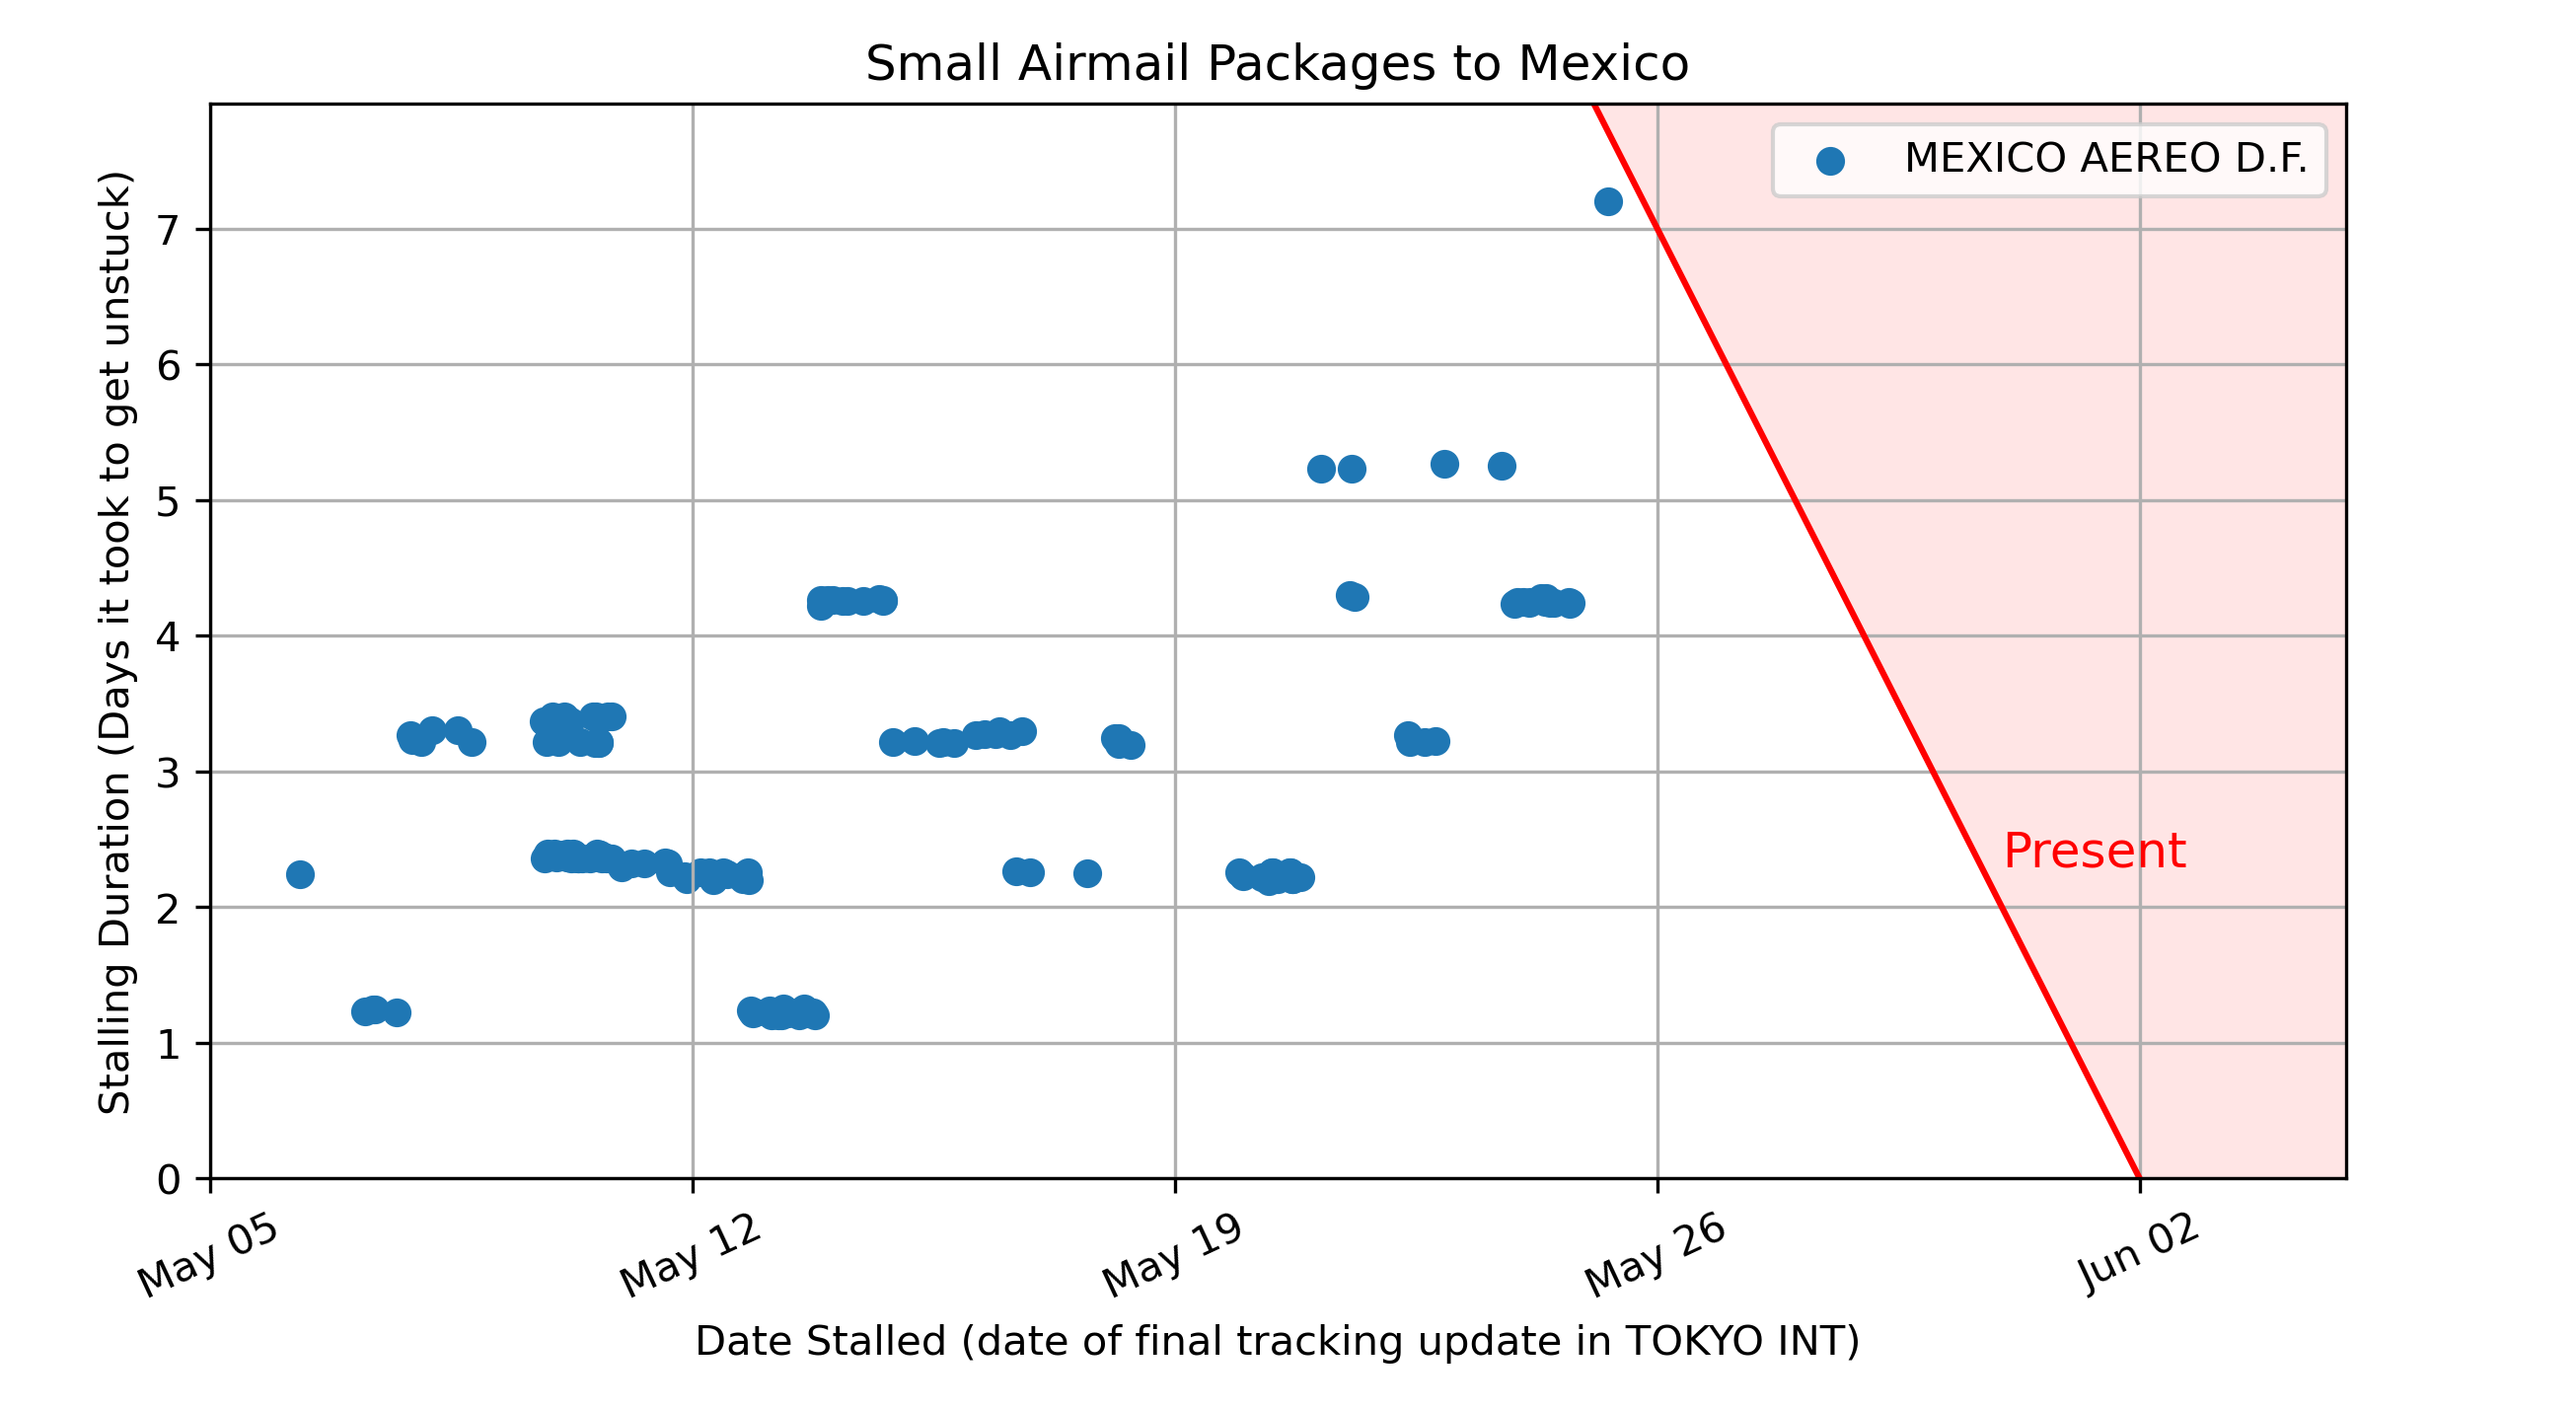 Small Airmail Packages to Mexico
MEXICO AEREO D.F.
Stalling Duration (Days it took to get unstuck)
7
6
5
4
3
2
1
0
Present
May 05
May 12
May 19
May 26
Jun 02
Date Stalled (date of final tracking update in TOKYO INT)